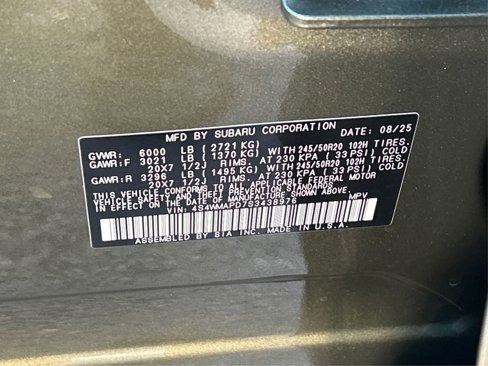 MFD BY SUBARU CORPORATION DATE: 08/25
GVWR: 6000 LB (2721 KG)
GAWR:F 3021 LB (1370 KG) WITH 245/50R20 102H TIRES,
20X7 1/2J RIMS, AT 230 KPA (33 PSI) COLD
GAWR:R 3296 LB (1495 KG) WITH 245/50R20 102H TIRES,
20X7 1/2J RIMS, AT 230 KPA (33 PSI) COLD
THIS VEHICLE CONFORMS TO ALL APPLICABLE FEDERAL MOTOR
VEHICLE SAFETY AND THEFT PREVENTION STANDARDS
IN EFFECT ON THE DATE OF MANUFACTURE SHOWN ABOVE.
VIN: 4S4WMAPD7S3438976 MPV
ASSEMBLED BY SIA INC. MADE IN U.S.A.